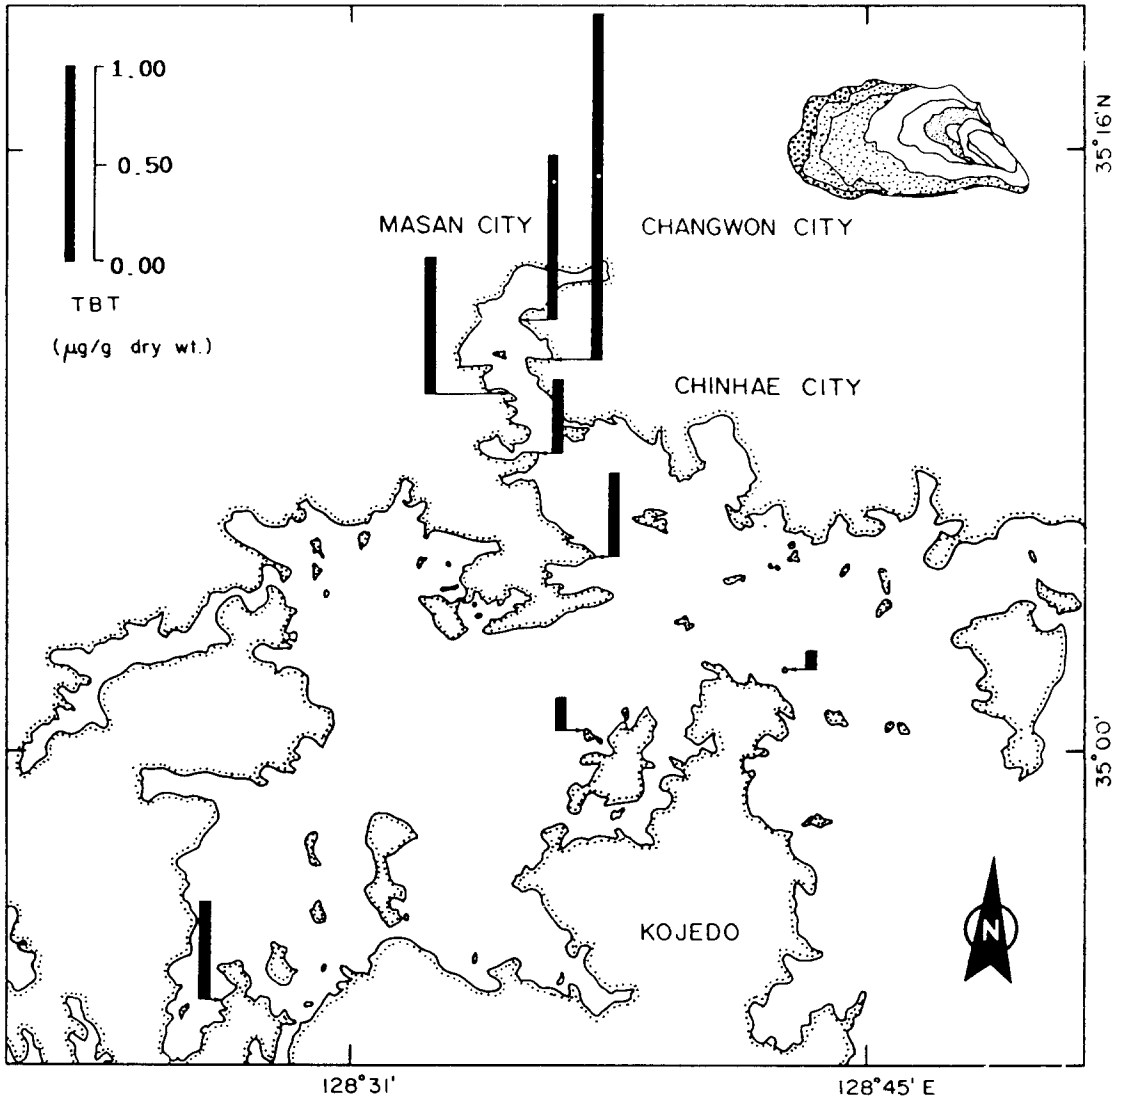 1.00
0.50
0.00
TBT
(μg/g dry wt.)
MASAN CITY
CHANGWON CITY
CHINHAE CITY
KOJEDO
N
35°16'N
35°00'
128°31'
128°45' E